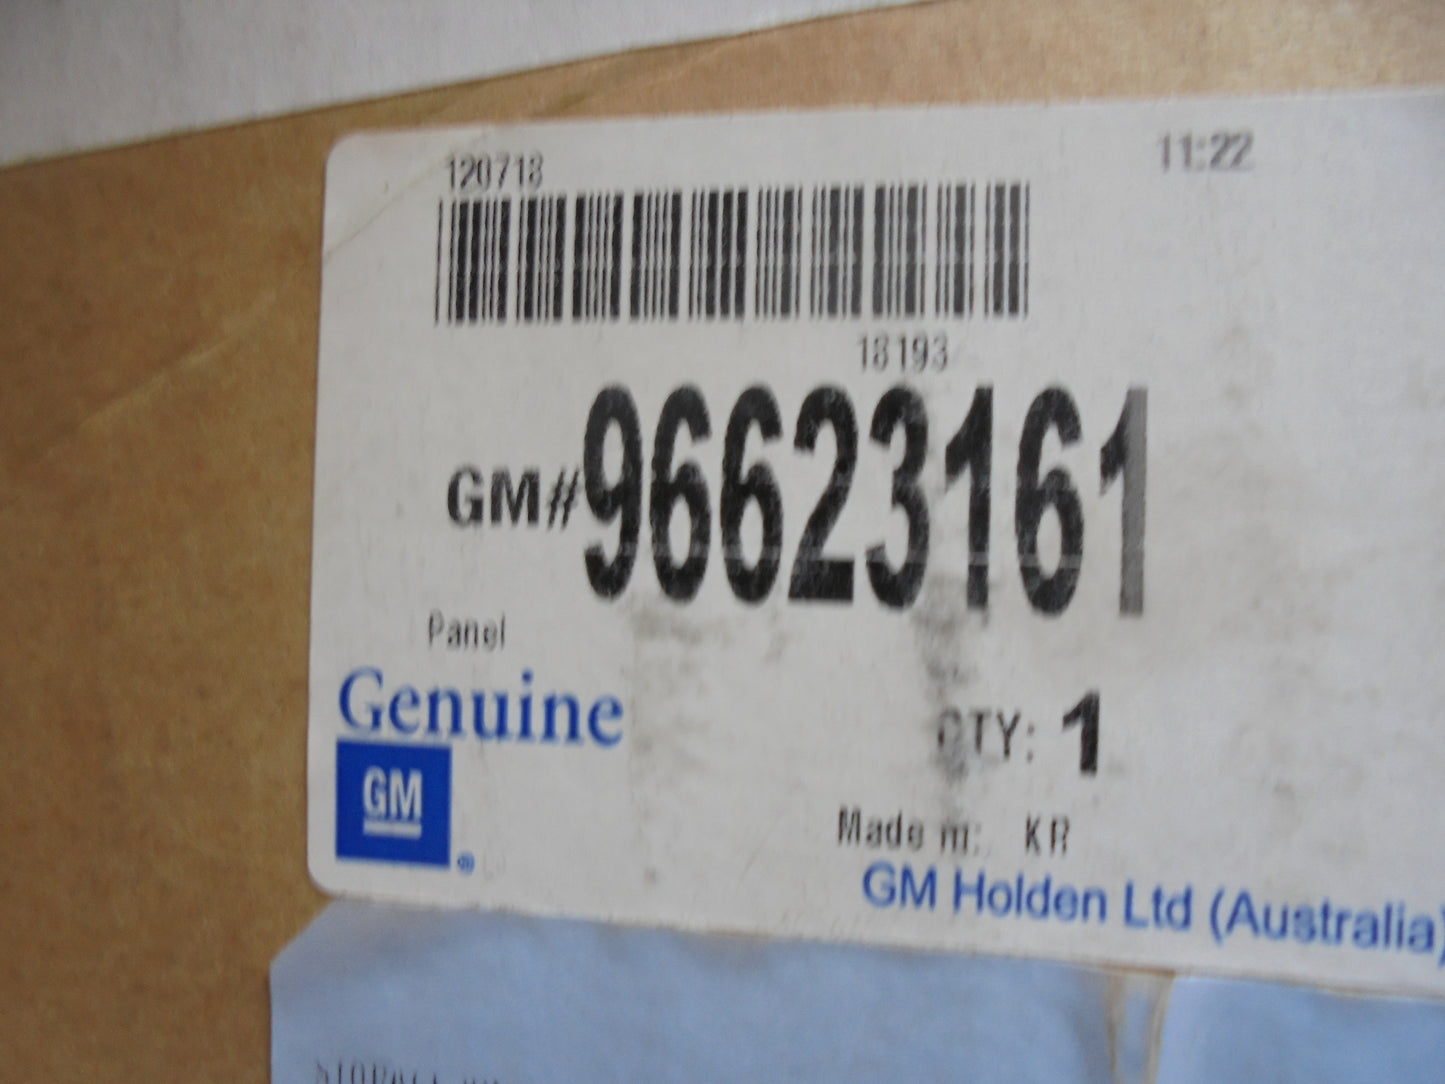 120718
11:22
18193
GM# 96623161
Panel
Genuine
GM
®
QTY: 1
Made in: KR
GM Holden Ltd (Australia)